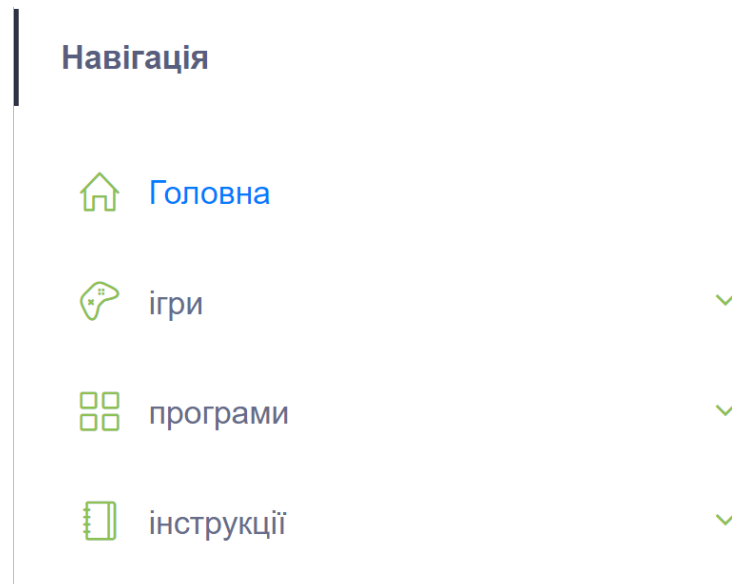 Навігація
Головна
ігри
програми
інструкції